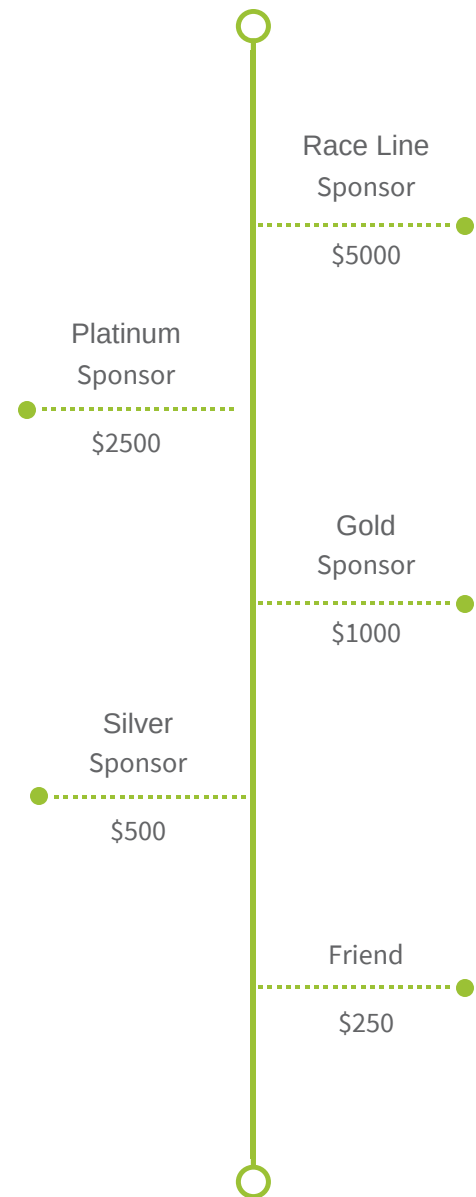 Race Line
Sponsor
$5000
Platinum
Sponsor
$2500
Gold
Sponsor
$1000
Silver
Sponsor
$500
Friend
$250